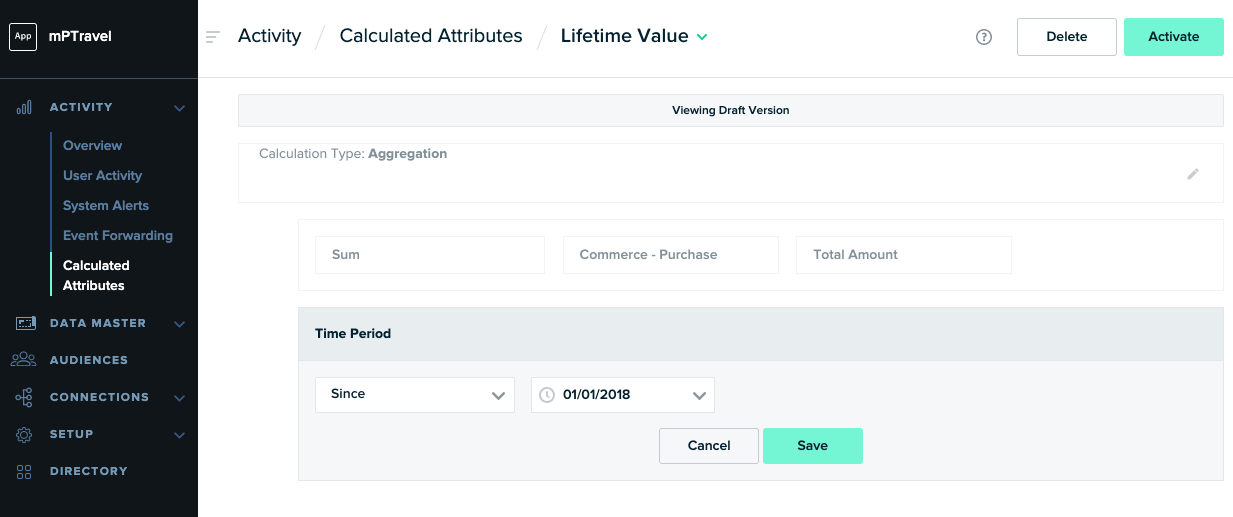 App mPTravel
Activity / Calculated Attributes / Lifetime Value
? Delete Activate
ACTIVITY
Overview
User Activity
System Alerts
Event Forwarding
Calculated
Attributes
DATA MASTER
AUDIENCES
CONNECTIONS
SETUP
DIRECTORY
Viewing Draft Version
Calculation Type: Aggregation
Sum Commerce - Purchase Total Amount
Time Period
Since 01/01/2018
Cancel Save